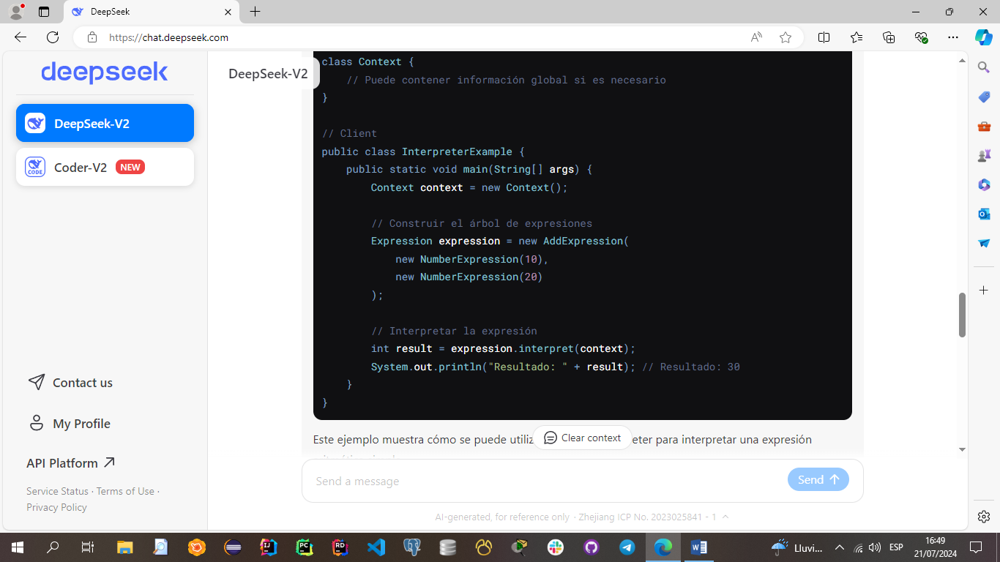 DeepSeek
https://chat.deepseek.com
deepseek
DeepSeek-V2
Coder-V2 NEW
Contact us
My Profile
API Platform
Service Status · Terms of Use ·
Privacy Policy
DeepSeek-V2
class Context {
// Puede contener información global si es necesario
}
// Client
public class InterpreterExample {
public static void main(String[] args) {
Context context = new Context();
// Construir el árbol de expresiones
Expression expression = new AddExpression(
new NumberExpression(10),
new NumberExpression(20)
);
// Interpretar la expresión
int result = expression.interpret(context);
System.out.println("Resultado: " + result); // Resultado: 30
}
}
Este ejemplo muestra cómo se puede utiliz
eter para interpretar una expresión
Clear context
Send a message
Send
AI-generated, for reference only · Zhejiang ICP No. 2023025841 - 1
Lluvi...
ESP
16:49
21/07/2024